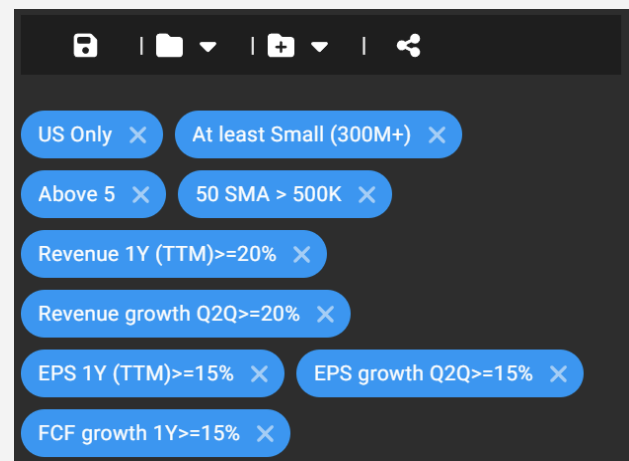 US Only
At least Small (300M+)
Above 5
50 SMA > 500K
Revenue 1Y (TTM)>=20%
Revenue growth Q2Q>=20%
EPS 1Y (TTM)>=15%
EPS growth Q2Q>=15%
FCF growth 1Y>=15%